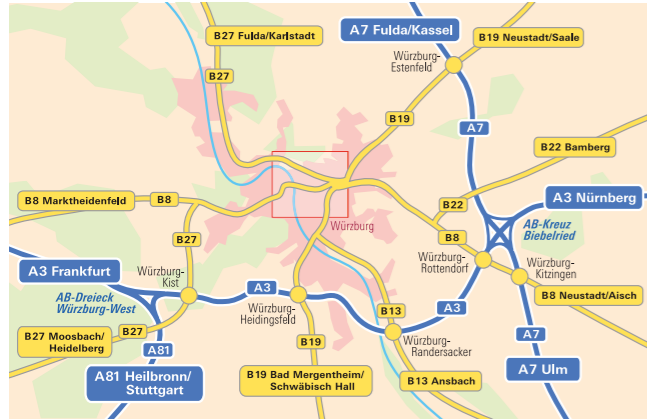 B27 Fulda/Karlstadt
A7 Fulda/Kassel
B19 Neustadt/Saale
Würzburg-
Estenfeld
B27
B19
A7
B22 Bamberg
B8 Marktheidenfeld
B8
B22
A3 Nürnberg
Würzburg
B27
B8
AB-Kreuz
Biebelried
A3 Frankfurt
Würzburg-
Kist
Würzburg-
Rottendorf
Würzburg-
Kitzingen
AB-Dreieck
Würzburg-West
A3
Würzburg-
Heidingsfeld
B13
A3
B8 Neustadt/Aisch
B27 Moosbach/
Heidelberg
B27
A81
B19
Würzburg-
Randersacker
A7
A81 Heilbronn/
Stuttgart
B19 Bad Mergentheim/
Schwäbisch Hall
B13 Ansbach
A7 Ulm